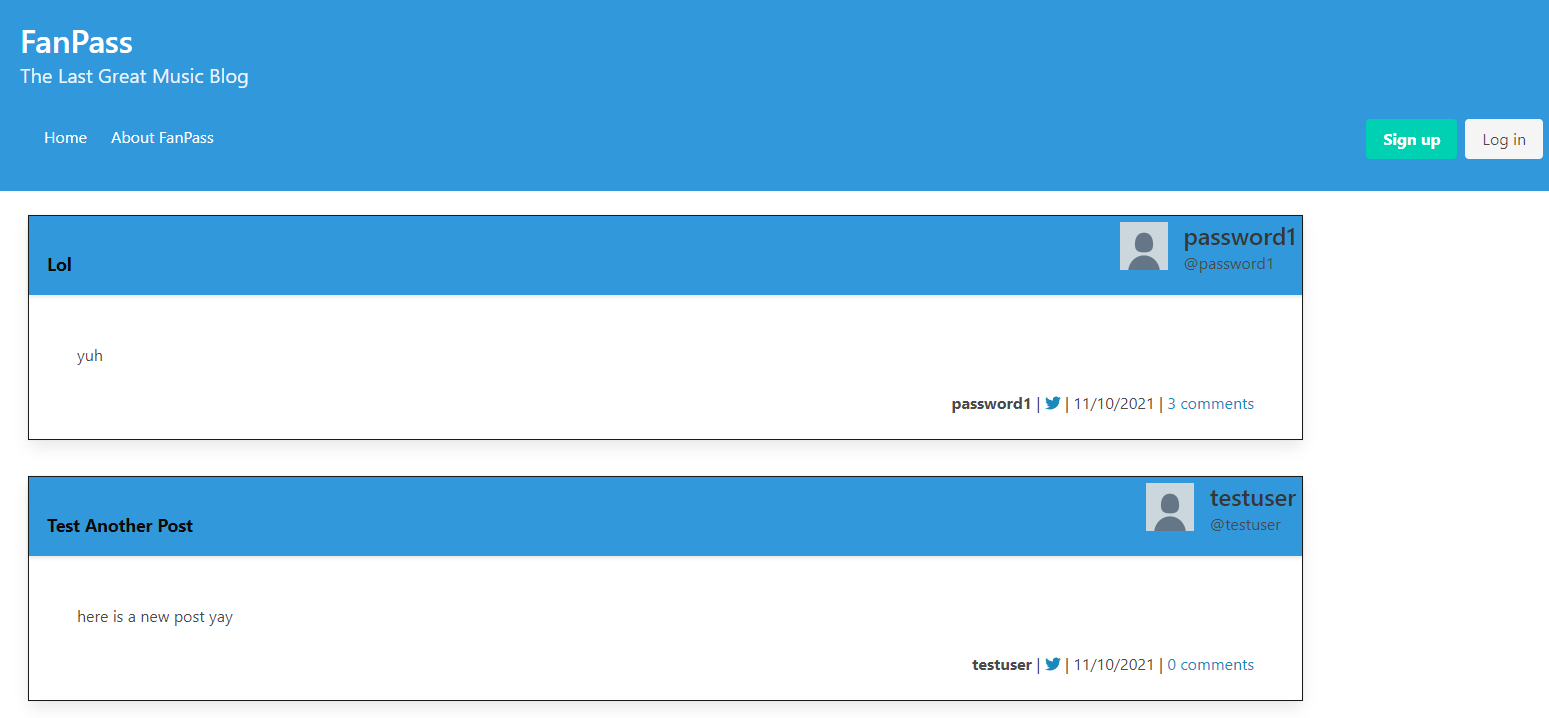 FanPass
The Last Great Music Blog
Home About FanPass
Sign up Log in
Lol
password1
@password1
yuh
password1 | | 11/10/2021 | 3 comments
Test Another Post
testuser
@testuser
here is a new post yay
testuser | | 11/10/2021 | 0 comments